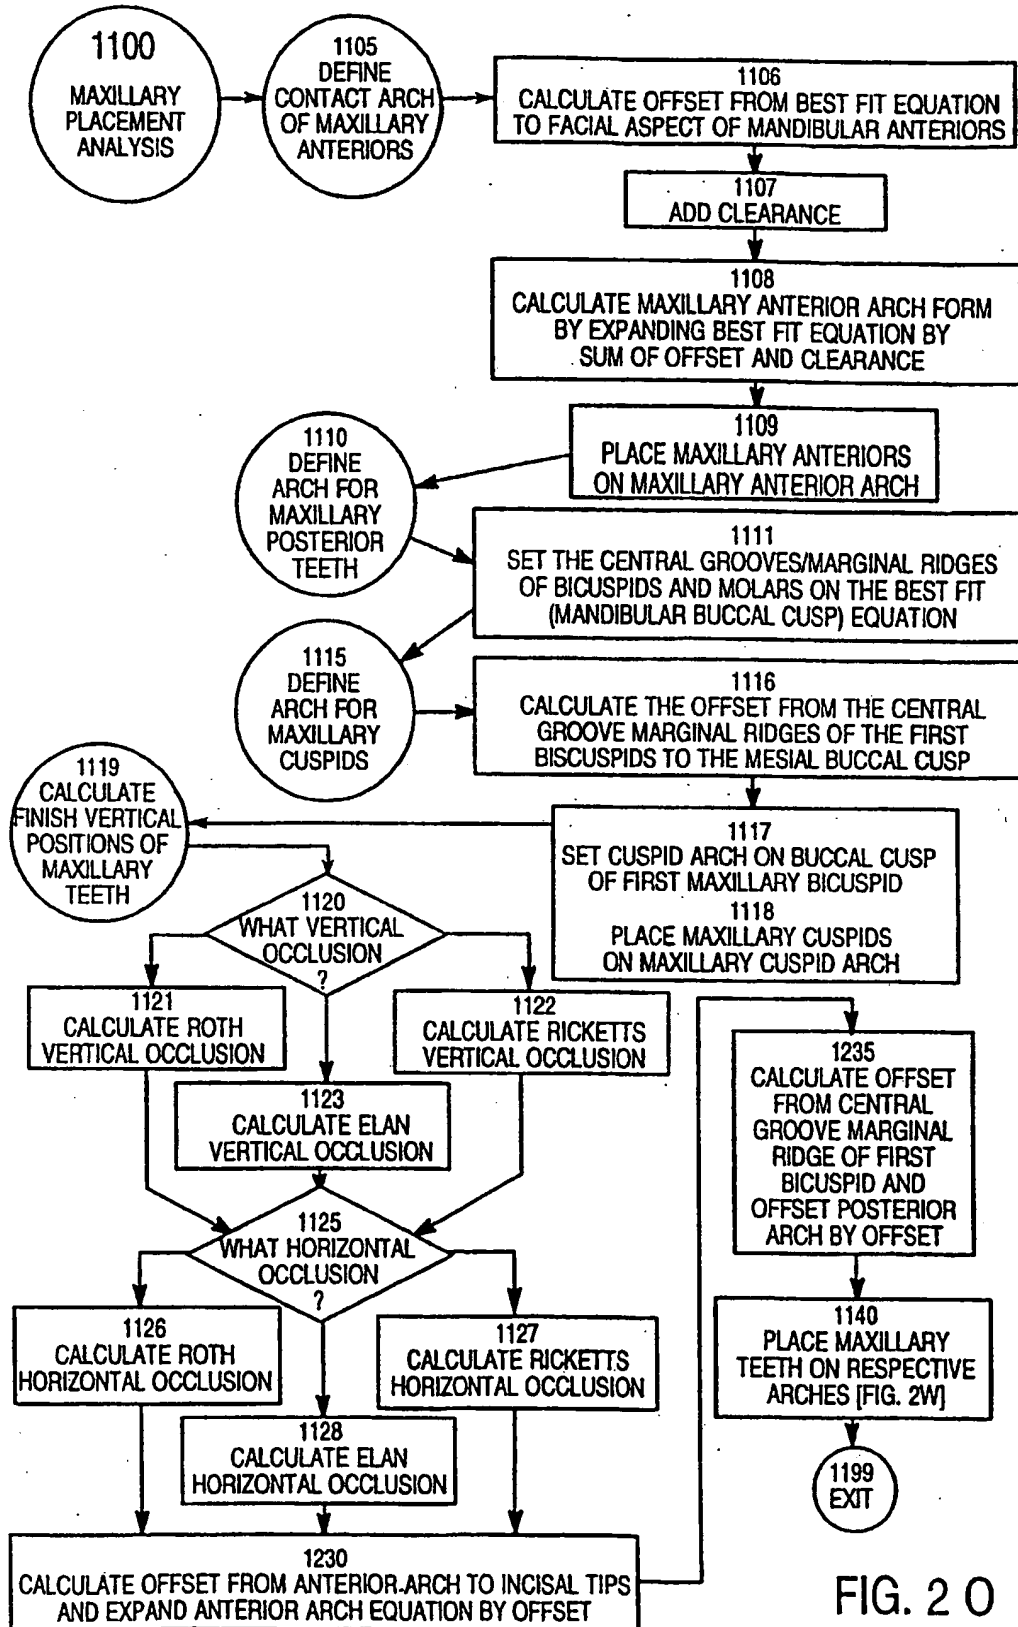 1100
MAXILLARY
PLACEMENT
ANALYSIS
1105
DEFINE
CONTACT ARCH
OF MAXILLARY
ANTERIORS
1106
CALCULATE OFFSET FROM BEST FIT EQUATION
TO FACIAL ASPECT OF MANDIBULAR ANTERIORS
1107
ADD CLEARANCE
1108
CALCULATE MAXILLARY ANTERIOR ARCH FORM
BY EXPANDING BEST FIT EQUATION BY
SUM OF OFFSET AND CLEARANCE
1109
PLACE MAXILLARY ANTERIORS
ON MAXILLARY ANTERIOR ARCH
1110
DEFINE
ARCH FOR
MAXILLARY
POSTERIOR
TEETH
1111
SET THE CENTRAL GROOVES/MARGINAL RIDGES
OF BICUSPIDS AND MOLARS ON THE BEST FIT
(MANDIBULAR BUCCAL CUSP) EQUATION
1115
DEFINE
ARCH FOR
MAXILLARY
CUSPIDS
1116
CALCULATE THE OFFSET FROM THE CENTRAL
GROOVE MARGINAL RIDGES OF THE FIRST
BISCUSPIDS TO THE MESIAL BUCCAL CUSP
1117
SET CUSPID ARCH ON BUCCAL CUSP
OF FIRST MAXILLARY BICUSPID
1118
PLACE MAXILLARY CUSPIDS
ON MAXILLARY CUSPID ARCH
1119
CALCULATE
FINISH VERTICAL
POSITIONS OF
MAXILLARY
TEETH
1120
WHAT VERTICAL
OCCLUSION
?
1121
CALCULATE ROTH
VERTICAL OCCLUSION
1122
CALCULATE RICKETTS
VERTICAL OCCLUSION
1123
CALCULATE ELAN
VERTICAL OCCLUSION
1125
WHAT HORIZONTAL
OCCLUSION
?
1126
CALCULATE ROTH
HORIZONTAL OCCLUSION
1127
CALCULATE RICKETTS
HORIZONTAL OCCLUSION
1128
CALCULATE ELAN
HORIZONTAL OCCLUSION
1230
CALCULATE OFFSET FROM ANTERIOR-ARCH TO INCISAL TIPS
AND EXPAND ANTERIOR ARCH EQUATION BY OFFSET
1235
CALCULATE OFFSET
FROM CENTRAL
GROOVE MARGINAL
RIDGE OF FIRST
BICUSPID AND
OFFSET POSTERIOR
ARCH BY OFFSET
1140
PLACE MAXILLARY
TEETH ON RESPECTIVE
ARCHES [FIG. 2W]
1199
EXIT
FIG. 2 O